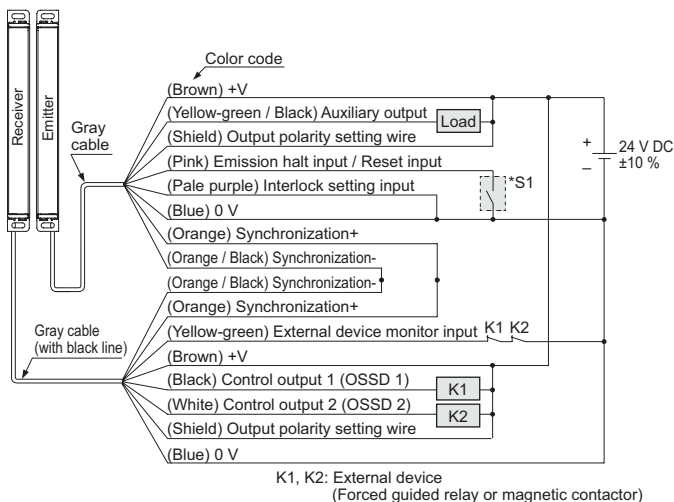 Color code
Receiver
Emitter
Gray
cable
(Brown) +V
(Yellow-green / Black) Auxiliary output
Load
(Shield) Output polarity setting wire
(Pink) Emission halt input / Reset input
(Pale purple) Interlock setting input
*S1
+
−
24 V DC
±10 %
(Blue) 0 V
(Orange) Synchronization+
(Orange / Black) Synchronization-
(Orange / Black) Synchronization-
(Orange) Synchronization+
Gray cable
(with black line)
(Yellow-green) External device monitor input K1 K2
(Brown) +V
(Black) Control output 1 (OSSD 1)
K1
(White) Control output 2 (OSSD 2)
K2
(Shield) Output polarity setting wire
(Blue) 0 V
K1, K2: External device
(Forced guided relay or magnetic contactor)